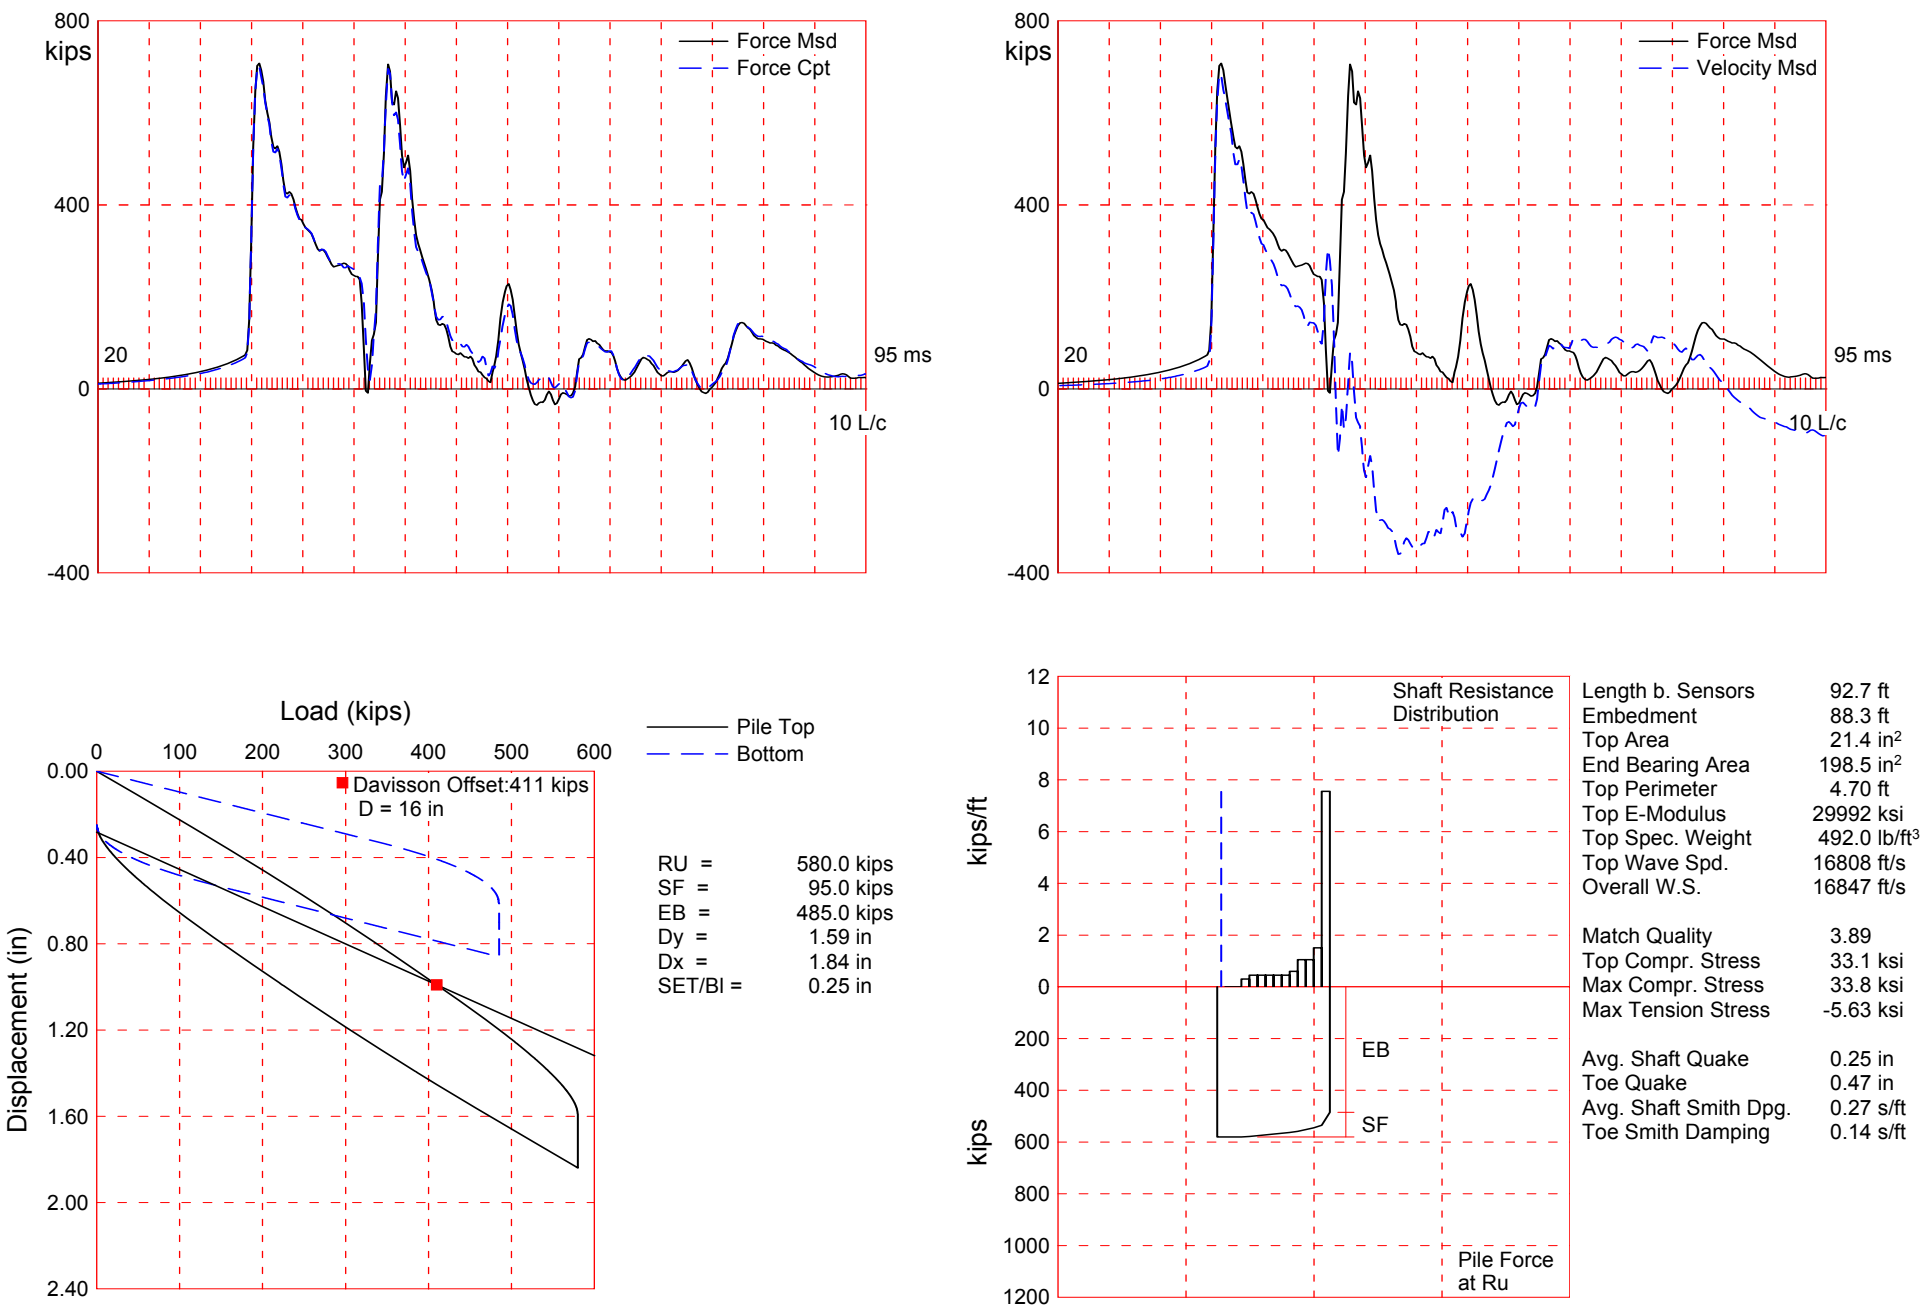 800
kips
400
0
-400
20
95 ms
10 L/c
Force Msd
Force Cpt
800
kips
400
0
-400
20
95 ms
10 L/c
Force Msd
Velocity Msd
Load (kips)
0 100 200 300 400 500 600
Displacement (in)
0.00
0.40
0.80
1.20
1.60
2.00
2.40
Davisson Offset:411 kips
D = 16 in
Pile Top
Bottom
RU = 580.0 kips
SF = 95.0 kips
EB = 485.0 kips
Dy = 1.59 in
Dx = 1.84 in
SET/Bl = 0.25 in
12
10
8
6
4
2
0
200
400
600
800
1000
1200
kips/ft
kips
Shaft Resistance
Distribution
EB
SF
Pile Force
at Ru
Length b. Sensors 92.7 ft
Embedment 88.3 ft
Top Area 21.4 in²
End Bearing Area 198.5 in²
Top Perimeter 4.70 ft
Top E-Modulus 29992 ksi
Top Spec. Weight 492.0 lb/ft³
Top Wave Spd. 16808 ft/s
Overall W.S. 16847 ft/s
Match Quality 3.89
Top Compr. Stress 33.1 ksi
Max Compr. Stress 33.8 ksi
Max Tension Stress -5.63 ksi
Avg. Shaft Quake 0.25 in
Toe Quake 0.47 in
Avg. Shaft Smith Dpg. 0.27 s/ft
Toe Smith Damping 0.14 s/ft